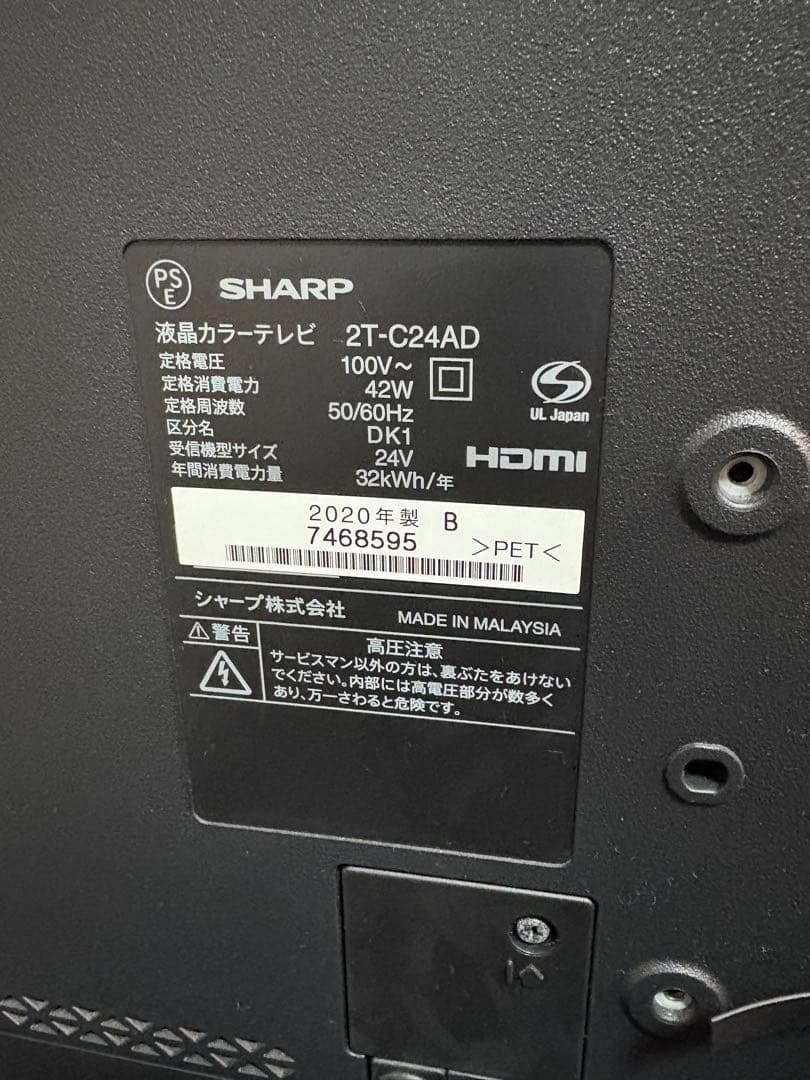 PS
E
SHARP
液晶カラーテレビ 2T-C24AD
定格電圧 100V～
定格消費電力 42W
定格周波数 50/60Hz
区分名 DK1
受信機型サイズ 24V
年間消費電力量 32kWh/年
S
UL Japan
HDMI
2020年製 B
7468595 >PET<
シャープ株式会社 MADE IN MALAYSIA
⚠警告
高圧注意
サービスマン以外の方は、裏ぶたをあけない
でください。内部には高電圧部分が数多く
あり、万一さわると危険です。